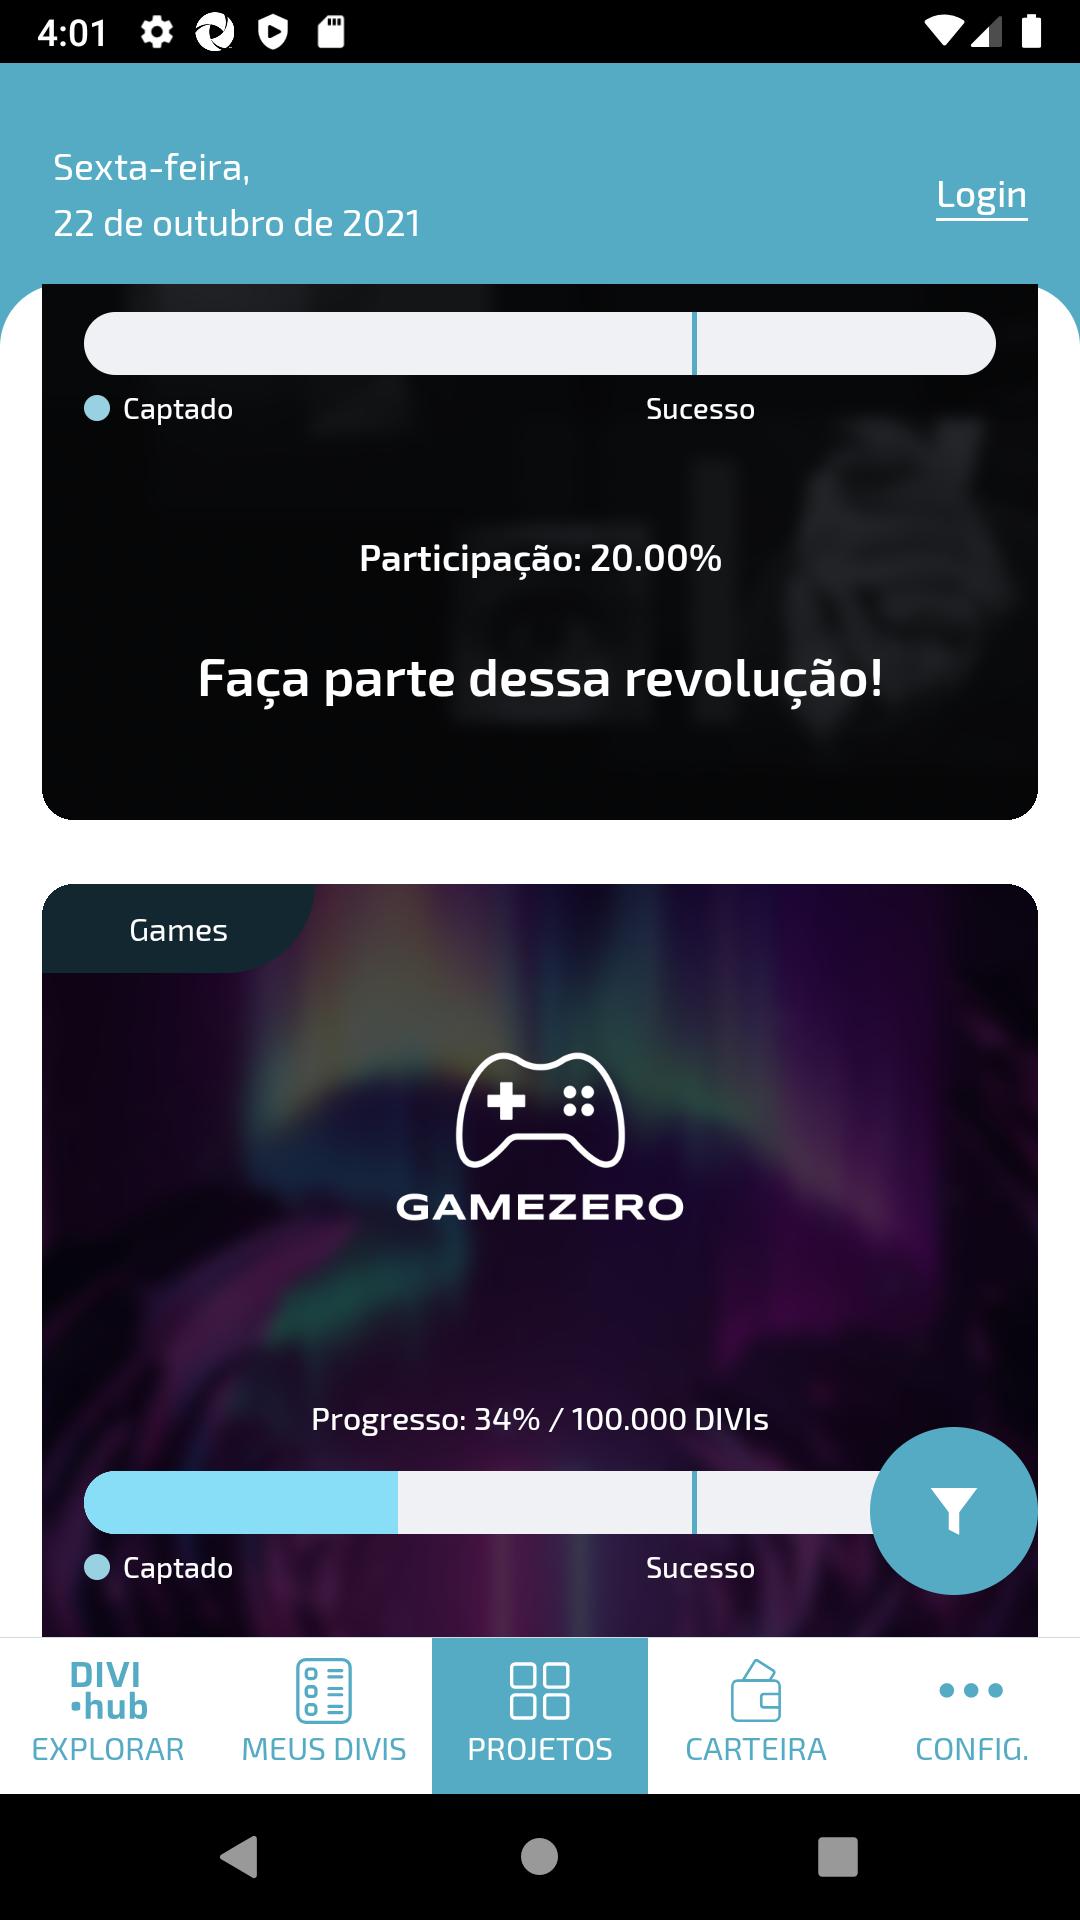 4:01
Sexta-feira,
22 de outubro de 2021
Login
Captado
Sucesso
Participação: 20.00%
Faça parte dessa revolução!
Games
GAMEZERO
Progresso: 34% / 100.000 DIVIs
Captado
Sucesso
DIVI
hub
EXPLORAR
MEUS DIVIS
PROJETOS
CARTEIRA
CONFIG.